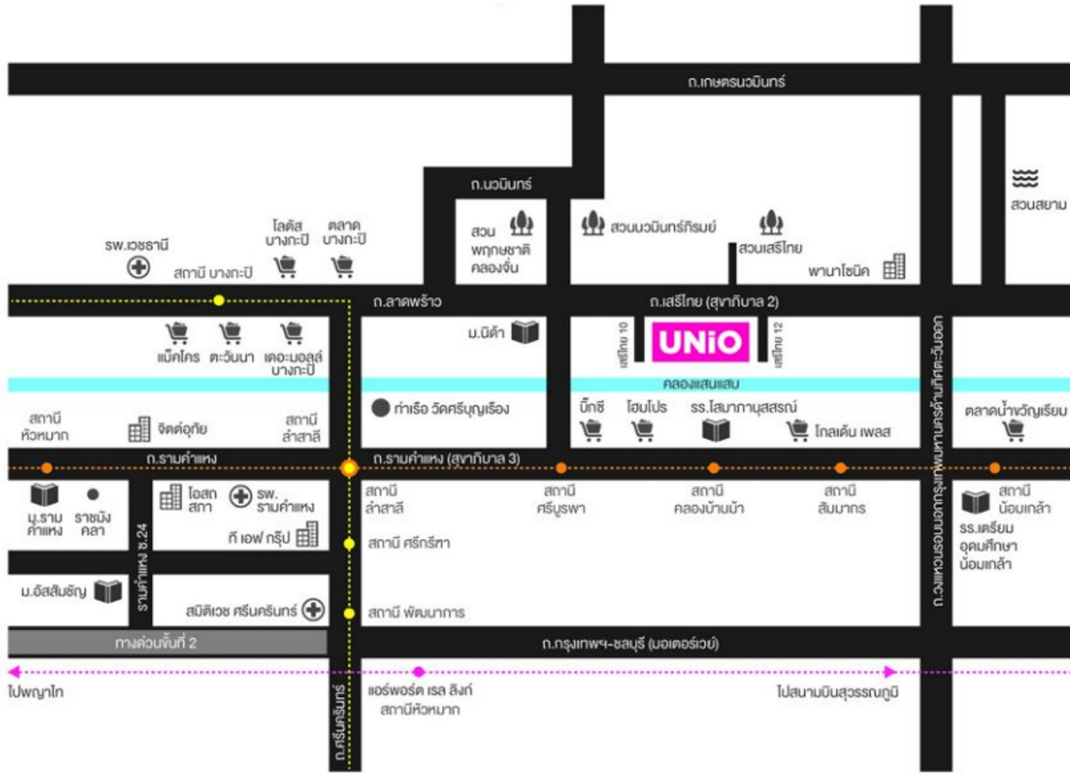 ถ.เกษตรนวมินทร์
ถ.นวมินทร์
สวนสยาม
สวน
พฤกษชาติ
คลองจั่น
สวนนวมินทร์ภิรมย์
สวนเสรีไทย
พานาโซนิค
รพ.เวชธานี
สถานี บางกะปิ
โลตัส
บางกะปิ
ตลาด
บางกะปิ
ถ.ลาดพร้าว
ถ.เสรีไทย (สุขาภิบาล 2)
แม็คโคร
ตะวันนา
เดอะมอลล์
บางกะปิ
ม.นิด้า
เสรีไทย 10
UNiO
เสรีไทย 12
คลองแสนแสบ
ถ.วงแหวนรอบนอกกรุงเทพมหานครด้านทิศตะวันออก
สถานี
หัวหมาก
จิตต์อุทัย
สถานี
ลำสาลี
ท่าเรือ วัดศรีบุญเรือง
บิ๊กซี
โฮมโปร
รร.โสมาภานุสสรณ์
โกลเด้น เพลส
ตลาดน้ำขวัญเรียม
ถ.รามคำแหง
ถ.รามคำแหง (สุขาภิบาล 3)
ม.ราม
คำแหง
ราชมัง
คลา
รามคำแหง ซ.24
โอสถ
สภา
รพ.
รามคำแหง
ที เอฟ กรุ๊ป
สถานี
ลำสาลี
สถานี
ศรีบูรพา
สถานี
คลองบ้านม้า
สถานี
สัมมากร
สถานี
น้อมเกล้า
รร.เตรียม
อุดมศึกษา
น้อมเกล้า
สถานี ศรีกรีฑา
ม.อัสสัมชัญ
สมิติเวช ศรีนครินทร์
สถานี พัฒนาการ
ทางด่วนขั้นที่ 2
ถ.กรุงเทพฯ-ชลบุรี (มอเตอร์เวย์)
ไปพญาไท
ถ.ศรีนครินทร์
แอร์พอร์ต เรล ลิงก์
สถานีหัวหมาก
ไปสนามบินสุวรรณภูมิ